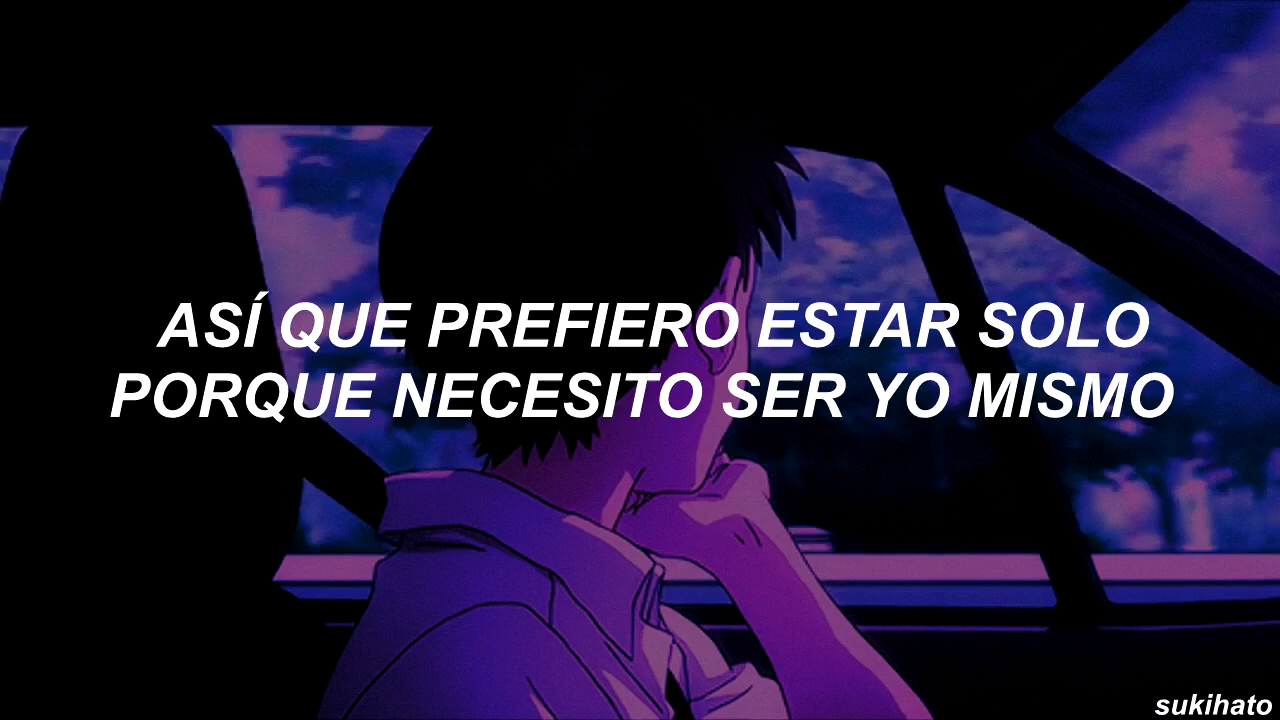 ASÍ QUE PREFIERO ESTAR SOLO
PORQUE NECESITO SER YO MISMO
sukihato